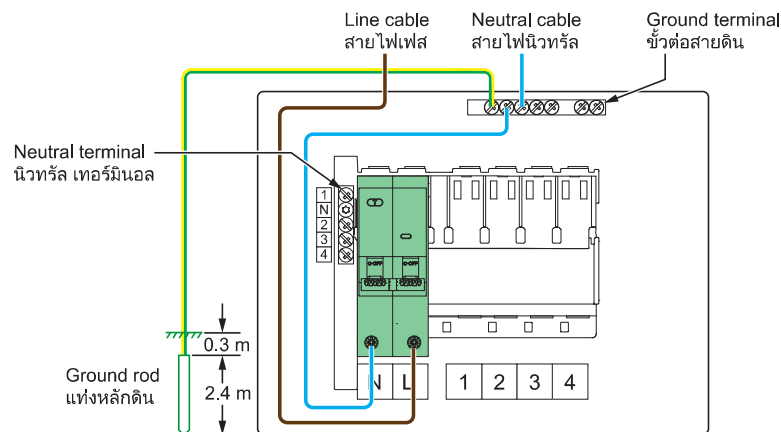 Line cable
สายไฟเฟส
Neutral cable
สายไฟนิวทรัล
Ground terminal
ขั้วต่อสายดิน
Neutral terminal
นิวทรัล เทอร์มินอล
1
N
2
3
4
O-OFF
O-OFF
0.3 m
Ground rod
แท่งหลักดิน
2.4 m
N
L
1
2
3
4